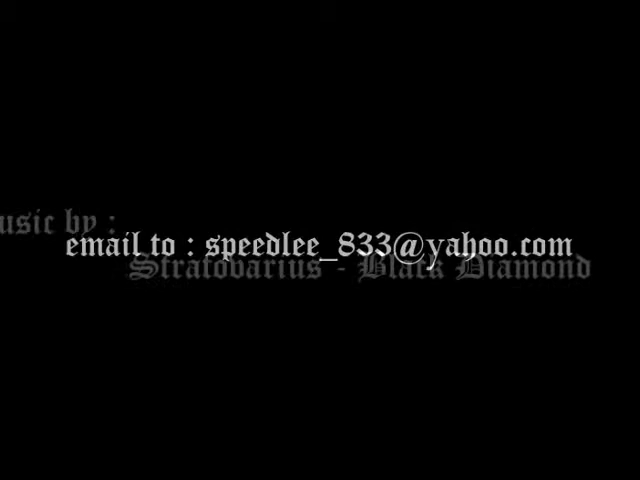 usic by :
email to : speedlee_833@yahoo.com
Stratovarius - Black Diamond